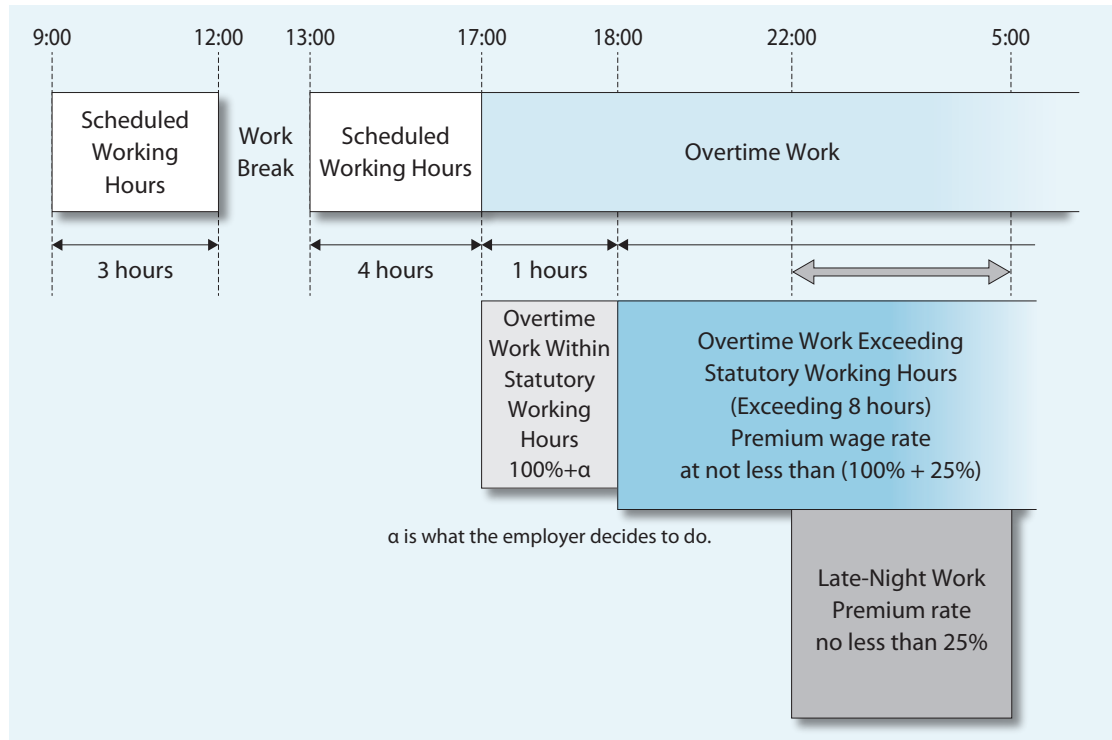 9:00 12:00 13:00 17:00 18:00 22:00 5:00
Scheduled
Working
Hours
Work
Break
Scheduled
Working Hours
Overtime Work
3 hours
4 hours
1 hours
Overtime
Work Within
Statutory
Working
Hours
100%+α
Overtime Work Exceeding
Statutory Working Hours
(Exceeding 8 hours)
Premium wage rate
at not less than (100% + 25%)
α is what the employer decides to do.
Late-Night Work
Premium rate
no less than 25%